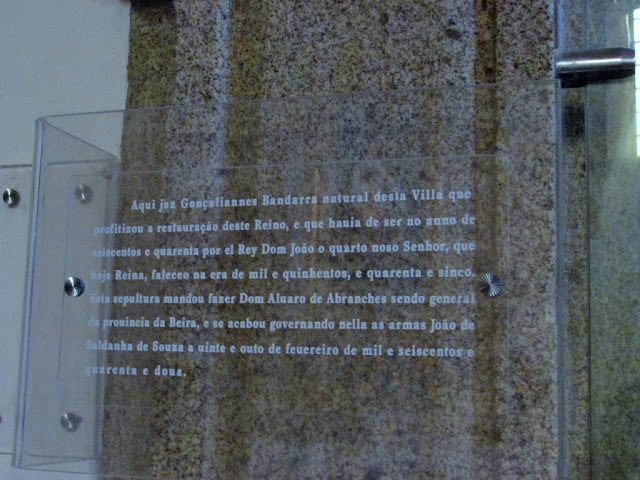 Aqui jaz Gonçoliannes Bandarra natural desta Villa que
profitizou a restauração deste Reino, e que hauia de ser no anno de
seiscentos e quarenta por el Rey Dom João o quarto noso Senhor, que
hoje Reina, faleceo na era de mil e quinhentos, e quarenta e sinco.
Esta sepultura mandou fazer Dom Aluaro de Abranches sendo general
da prouincia da Beira, e se acabou governando nella as armas João de
Saldanha de Souza a uinte e outo de feuereiro de mil e seiscentos e
quarenta e dous.